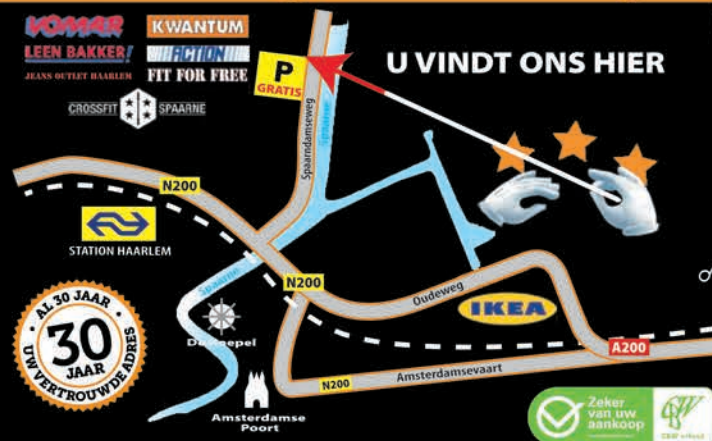 VOMAR
KWANTUM
LEEN BAKKER!
ACTION
JEANS OUTLET HAARLEM
FIT FOR FREE
CROSSFIT SPAARNE
P
GRATIS
U VINDT ONS HIER
Spaarndamseweg
Spaarne
N200
STATION HAARLEM
Spaarne
N200
Oudeweg
IKEA
De Koepel
A200
N200
Amsterdamsevaart
Amsterdamse
Poort
AL 30 JAAR
30
JAAR
UW VERTROUWDE ADRES
Zeker
van uw
aankoop
CBW